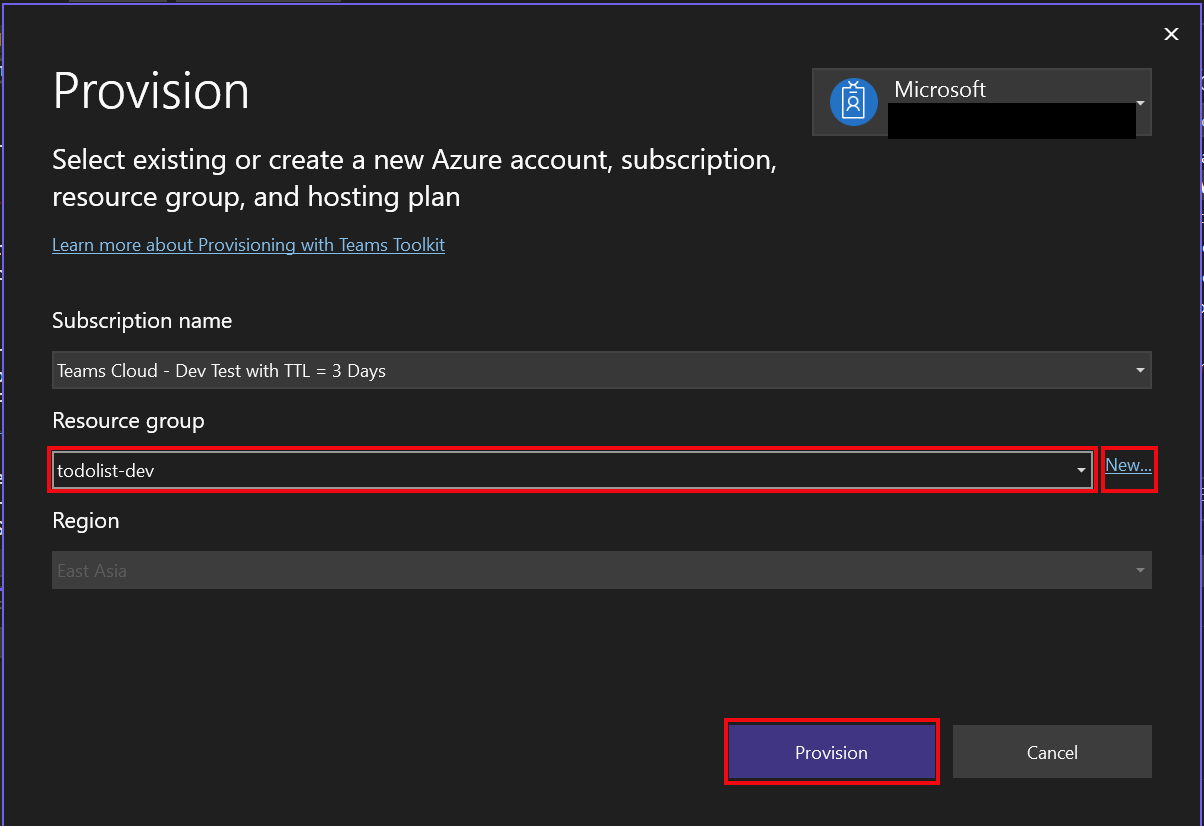 Provision
Microsoft
Select existing or create a new Azure account, subscription,
resource group, and hosting plan
Learn more about Provisioning with Teams Toolkit
Subscription name
Teams Cloud - Dev Test with TTL = 3 Days
Resource group
todolist-dev
New...
Region
East Asia
Provision
Cancel